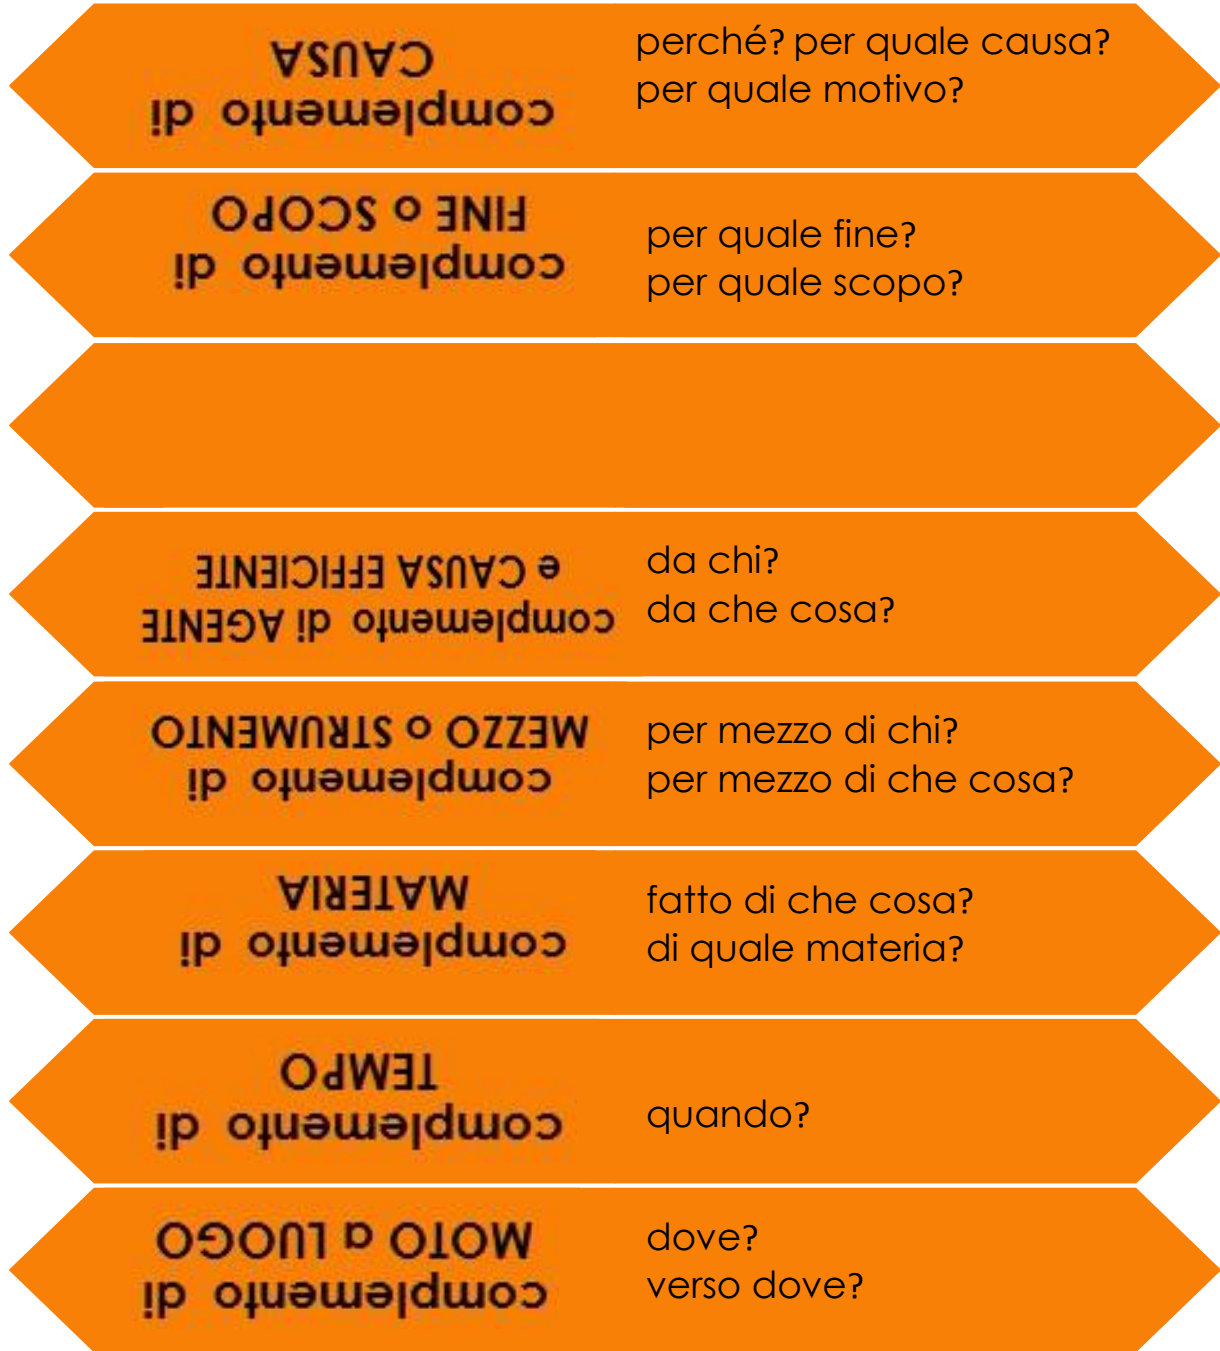 complemento di
CAUSA
perché? per quale causa?
per quale motivo?
complemento di
FINE o SCOPO
per quale fine?
per quale scopo?
complemento di AGENTE
e CAUSA EFFICIENTE
da chi?
da che cosa?
complemento di
MEZZO o STRUMENTO
per mezzo di chi?
per mezzo di che cosa?
complemento di
MATERIA
fatto di che cosa?
di quale materia?
complemento di
TEMPO
quando?
complemento di
MOTO a LUOGO
dove?
verso dove?